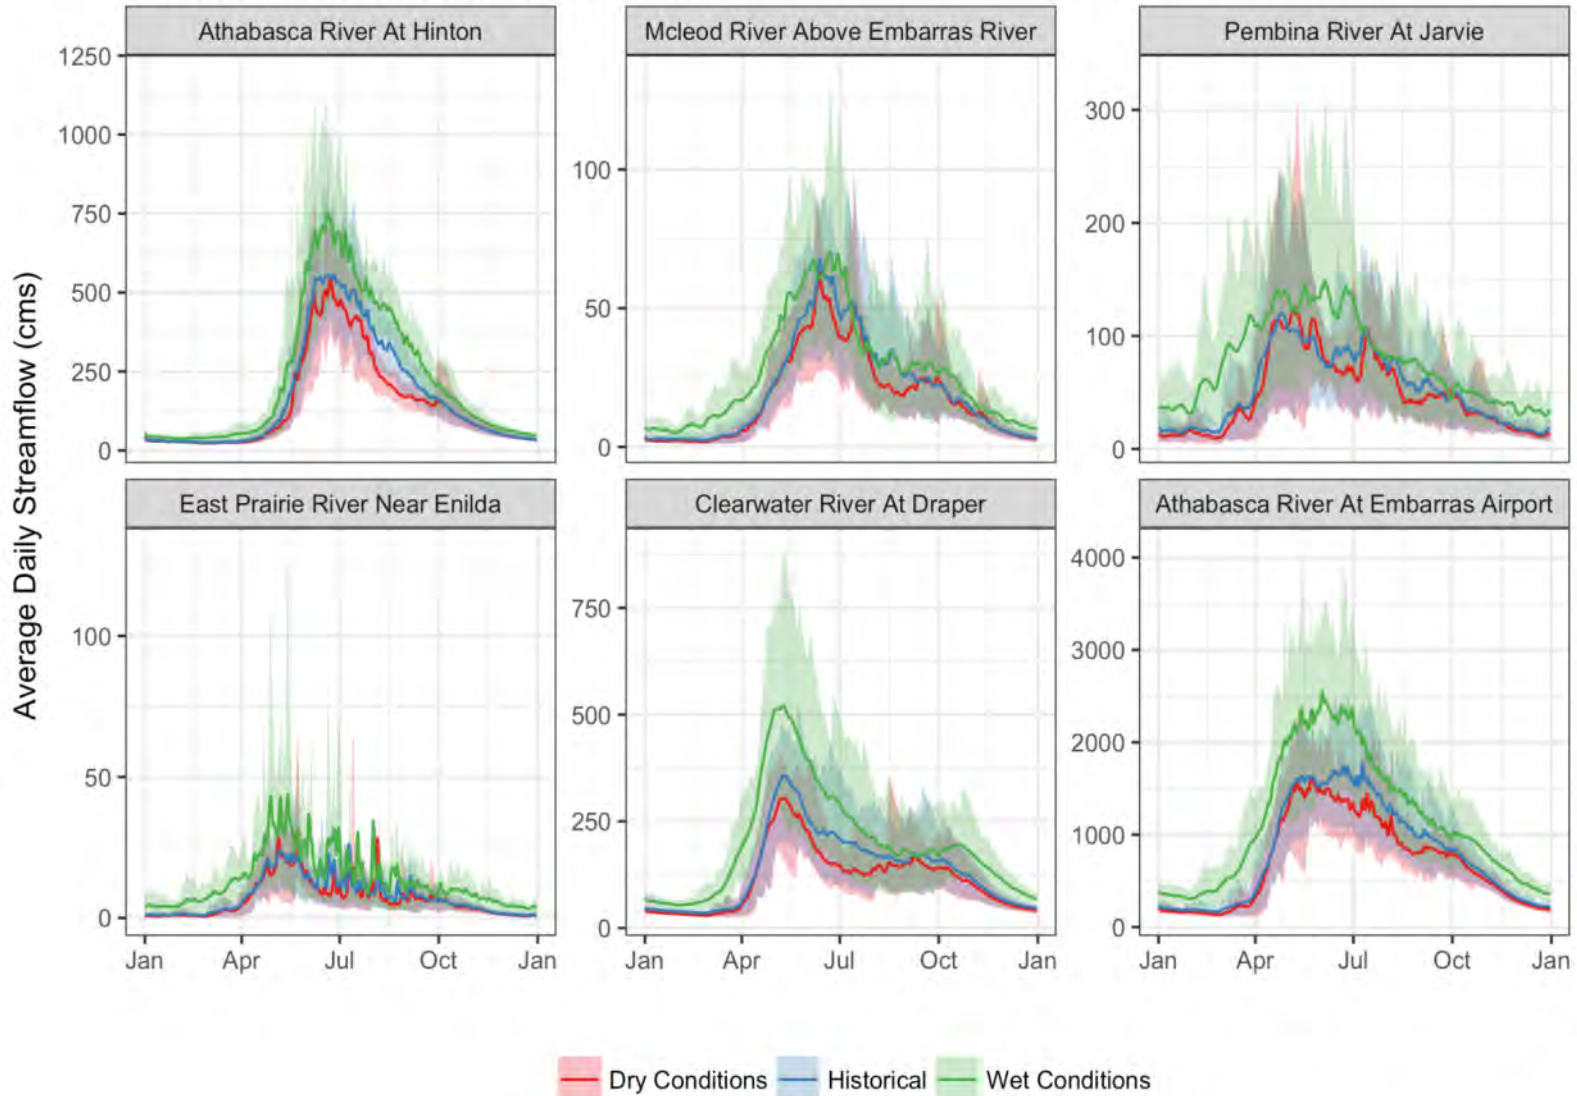 Athabasca River At Hinton
Mcleod River Above Embarras River
Pembina River At Jarvie
1250
1000
750
500
250
0
100
50
0
300
200
100
0
Average Daily Streamflow (cms)
East Prairie River Near Enilda
Clearwater River At Draper
Athabasca River At Embarras Airport
100
50
0
750
500
250
0
4000
3000
2000
1000
0
Jan Apr Jul Oct Jan
Jan Apr Jul Oct Jan
Jan Apr Jul Oct Jan
Dry Conditions Historical Wet Conditions